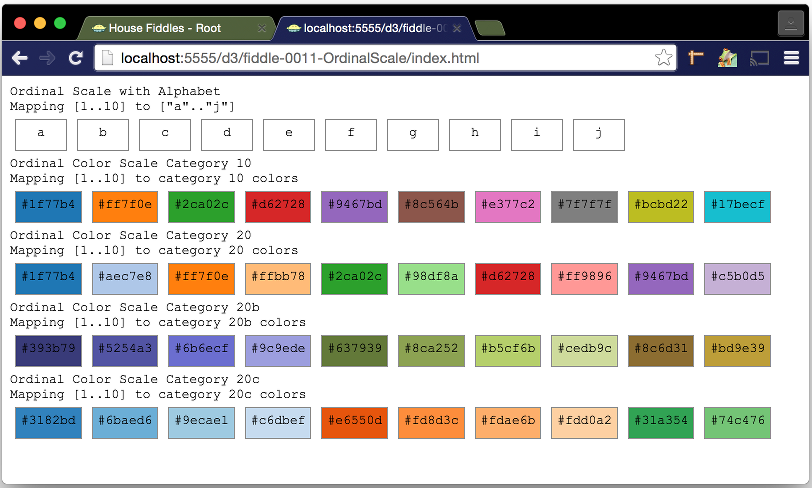 House Fiddles - Root
localhost:5555/d3/fiddle-00
localhost:5555/d3/fiddle-0011-OrdinalScale/index.html
Ordinal Scale with Alphabet
Mapping [1..10] to ["a".."j"]
a b c d e f g h i j
Ordinal Color Scale Category 10
Mapping [1..10] to category 10 colors
#1f77b4 #ff7f0e #2ca02c #d62728 #9467bd #8c564b #e377c2 #7f7f7f #bcbd22 #17becf
Ordinal Color Scale Category 20
Mapping [1..10] to category 20 colors
#1f77b4 #aec7e8 #ff7f0e #ffbb78 #2ca02c #98df8a #d62728 #ff9896 #9467bd #c5b0d5
Ordinal Color Scale Category 20b
Mapping [1..10] to category 20b colors
#393b79 #5254a3 #6b6ecf #9c9ede #637939 #8ca252 #b5cf6b #cedb9c #8c6d31 #bd9e39
Ordinal Color Scale Category 20c
Mapping [1..10] to category 20c colors
#3182bd #6baed6 #9ecae1 #c6dbef #e6550d #fd8d3c #fdae6b #fdd0a2 #31a354 #74c476